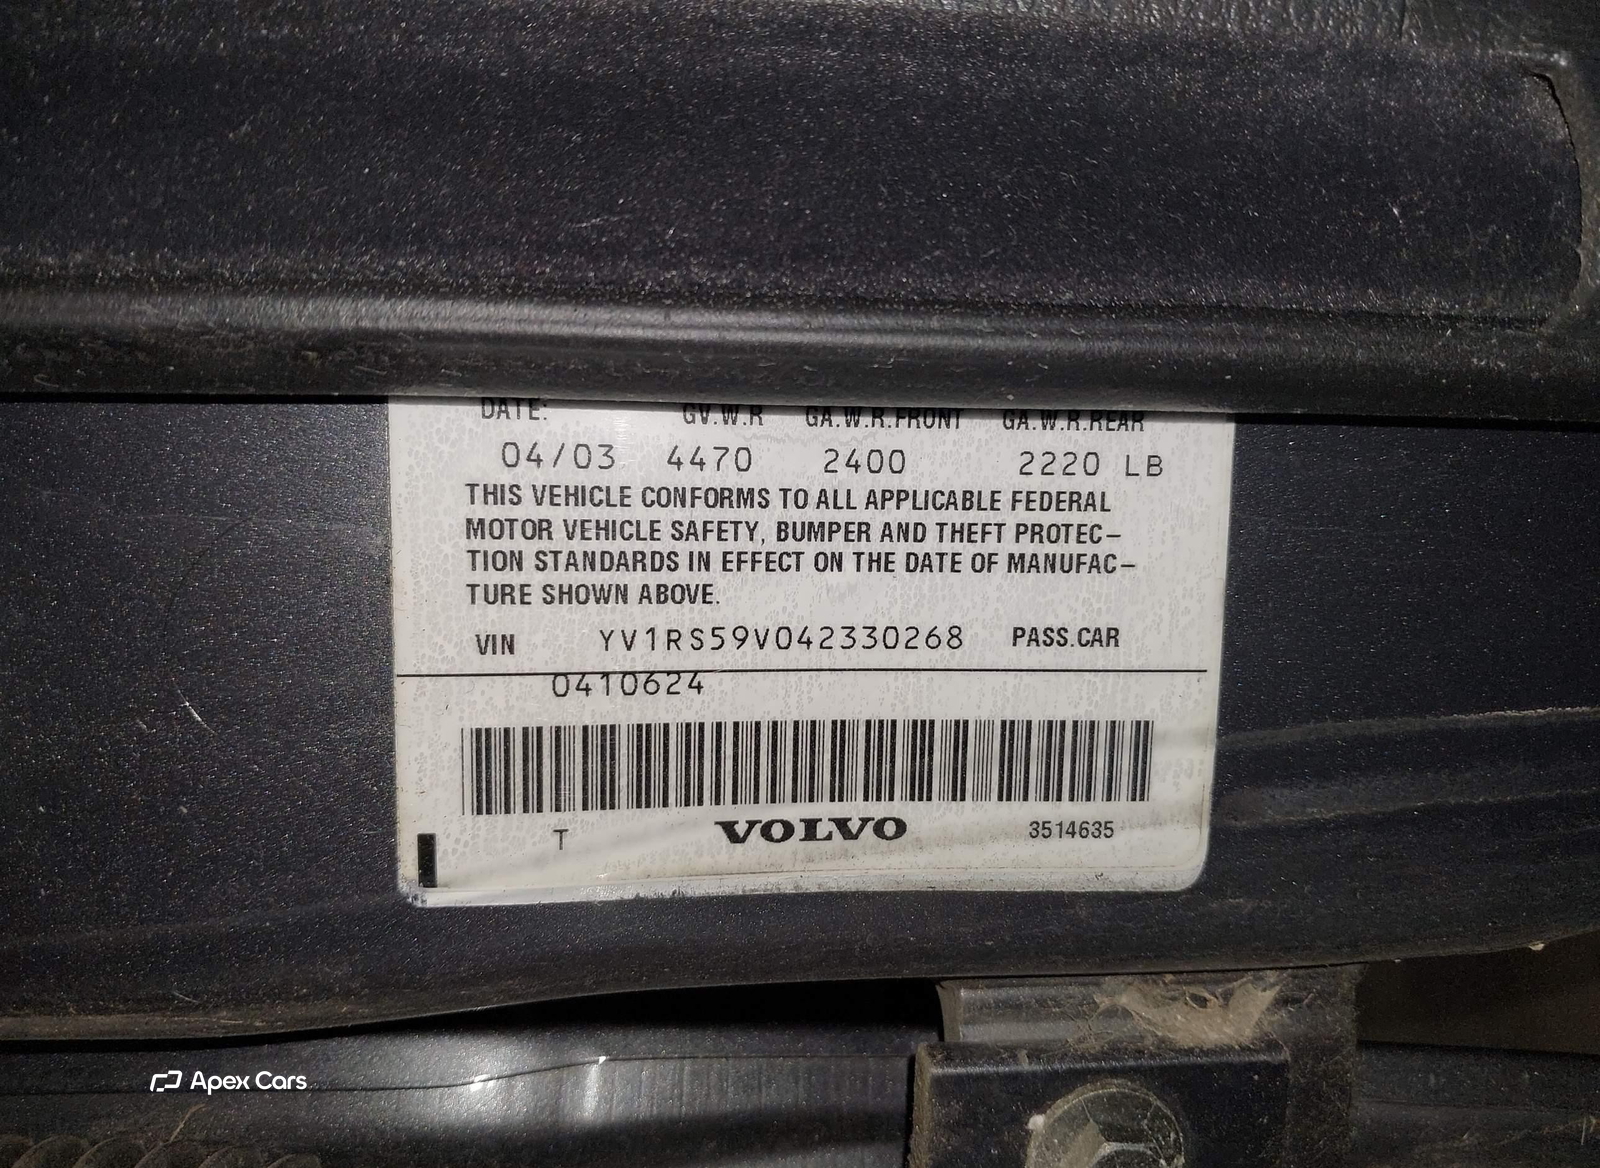 DATE: GV.W.R GA.W.R.FRONT GA.W.R.REAR
04/03 4470 2400 2220 LB
THIS VEHICLE CONFORMS TO ALL APPLICABLE FEDERAL
MOTOR VEHICLE SAFETY, BUMPER AND THEFT PROTEC-
TION STANDARDS IN EFFECT ON THE DATE OF MANUFAC-
TURE SHOWN ABOVE.
VIN YV1RS59V042330268 PASS.CAR
0410624
T VOLVO 3514635
Apex Cars